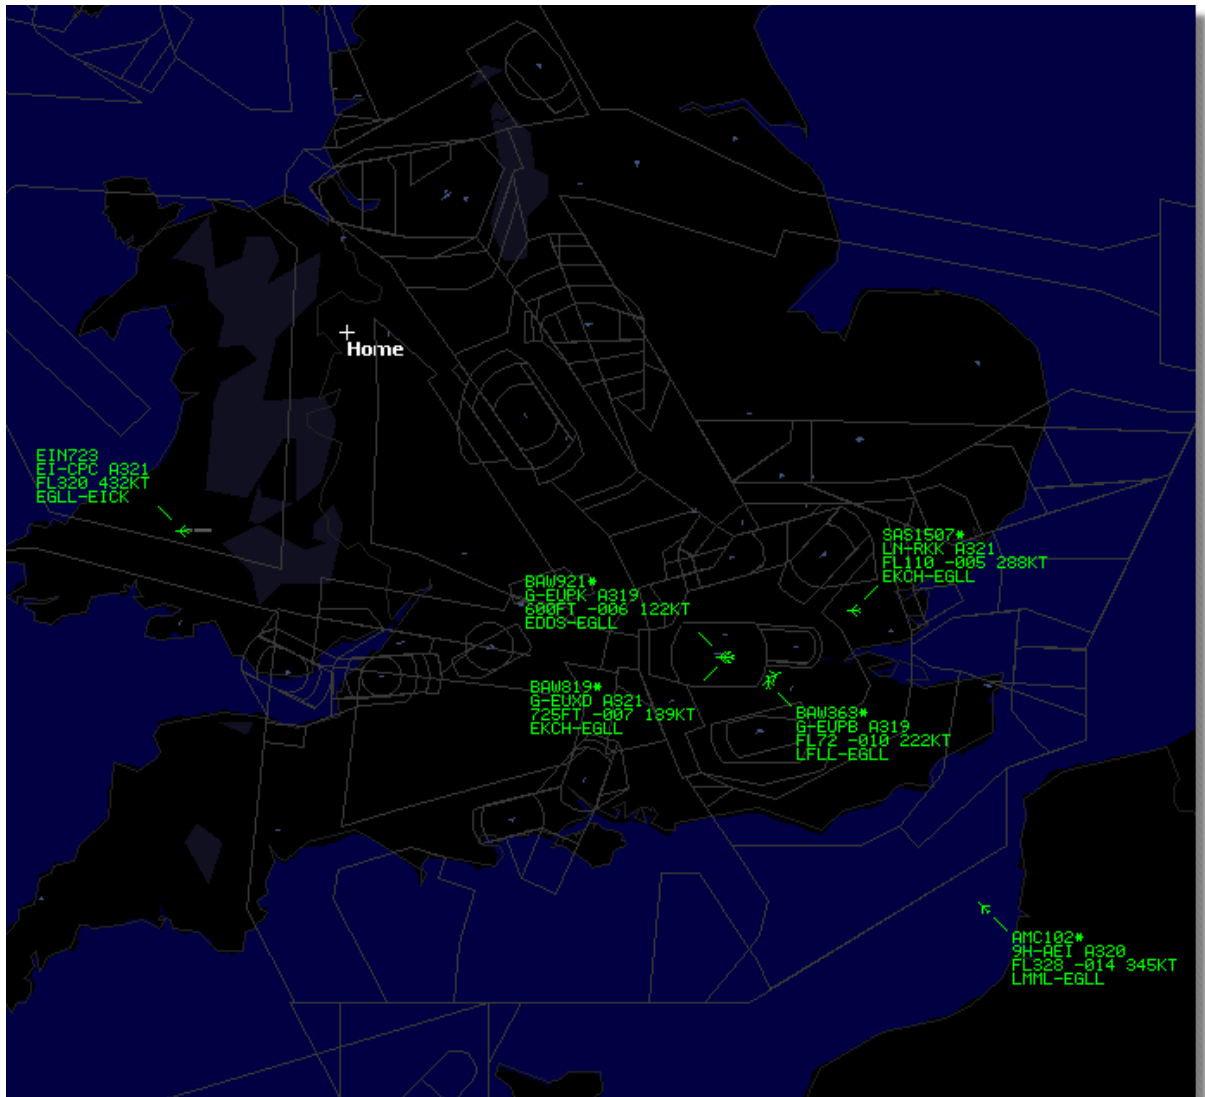 Home
EIN723
EI-CPC A321
FL320 432KT
EGLL-EICK
SAS1507*
LN-RKK A321
FL110 -005 288KT
EKCH-EGLL
BAW921*
G-EUPK A319
600FT -006 122KT
EDDS-EGLL
BAW819*
G-EUXD A321
725FT -007 139KT
EKCH-EGLL
BAW363*
G-EUPB A319
FL72 -010 222KT
LFLL-EGLL
AMC102*
9H-AEI A320
FL328 -014 345KT
LMML-EGLL